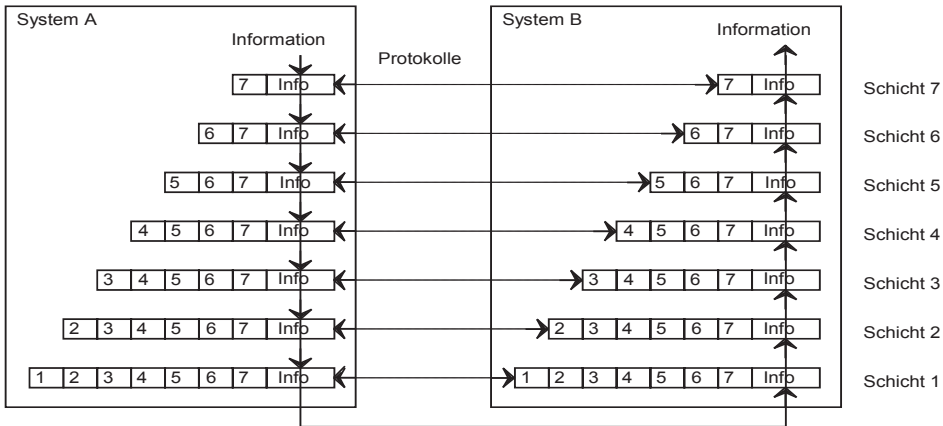 System A
System B
Information
Information
Protokolle
7 Info
7 Info
Schicht 7
6 7 Info
6 7 Info
Schicht 6
5 6 7 Info
5 6 7 Info
Schicht 5
4 5 6 7 Info
4 5 6 7 Info
Schicht 4
3 4 5 6 7 Info
3 4 5 6 7 Info
Schicht 3
2 3 4 5 6 7 Info
2 3 4 5 6 7 Info
Schicht 2
1 2 3 4 5 6 7 Info
1 2 3 4 5 6 7 Info
Schicht 1